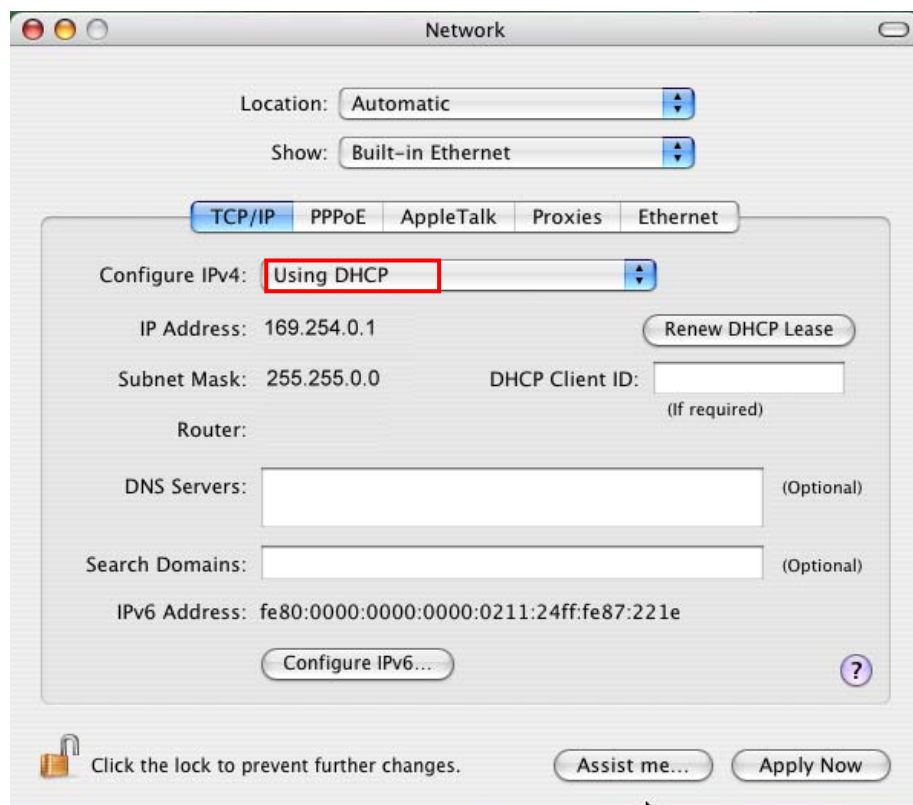 Network
Location: Automatic
Show: Built-in Ethernet
TCP/IP PPPoE AppleTalk Proxies Ethernet
Configure IPv4: Using DHCP
IP Address: 169.254.0.1 Renew DHCP Lease
Subnet Mask: 255.255.0.0 DHCP Client ID:
(If required)
Router:
DNS Servers: (Optional)
Search Domains: (Optional)
IPv6 Address: fe80:0000:0000:0000:0211:24ff:fe87:221e
Configure IPv6... ?
Click the lock to prevent further changes. Assist me... Apply Now